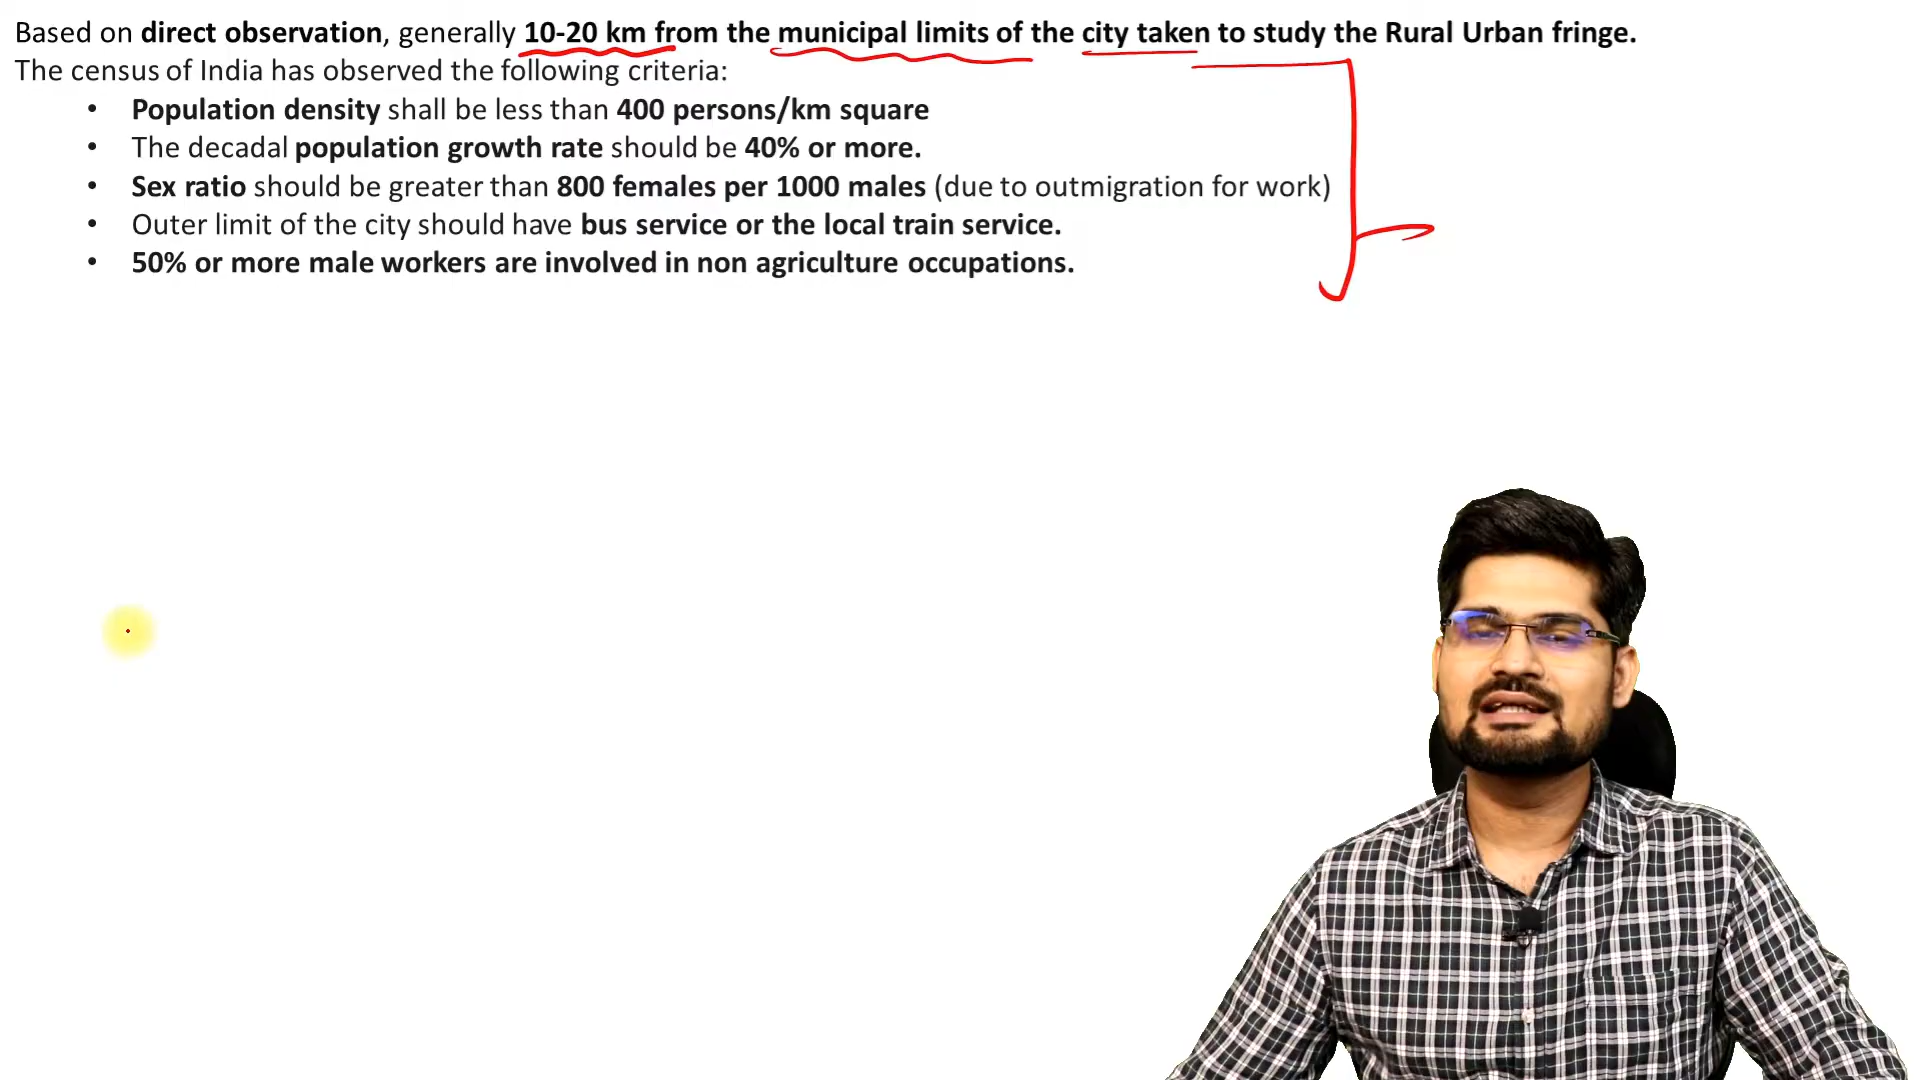 Based on direct observation, generally 10-20 km from the municipal limits of the city taken to study the Rural Urban fringe.
The census of India has observed the following criteria:
• Population density shall be less than 400 persons/km square
• The decadal population growth rate should be 40% or more.
• Sex ratio should be greater than 800 females per 1000 males (due to outmigration for work)
• Outer limit of the city should have bus service or the local train service.
• 50% or more male workers are involved in non agriculture occupations.